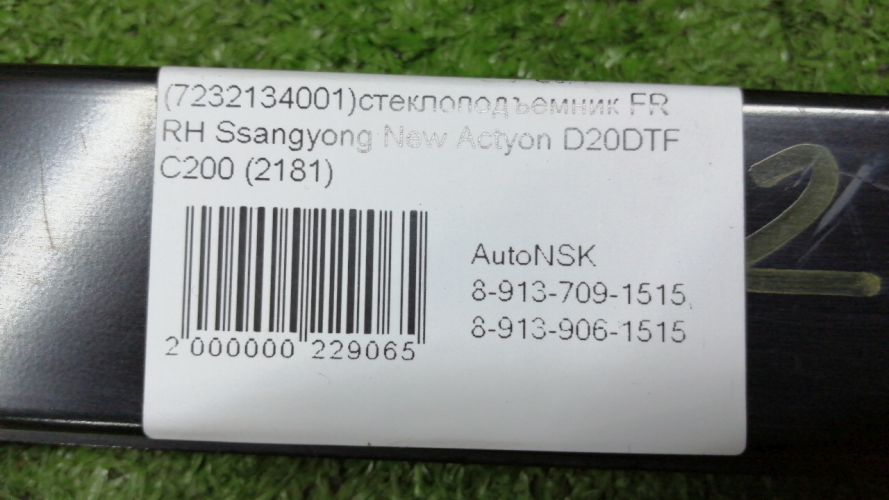 (7232134001)стеклоподъемник FR
RH Ssangyong New Actyon D20DTF
C200 (2181)
AutoNSK
8-913-709-1515,
8-913-906-1515
2 000000 229065
2